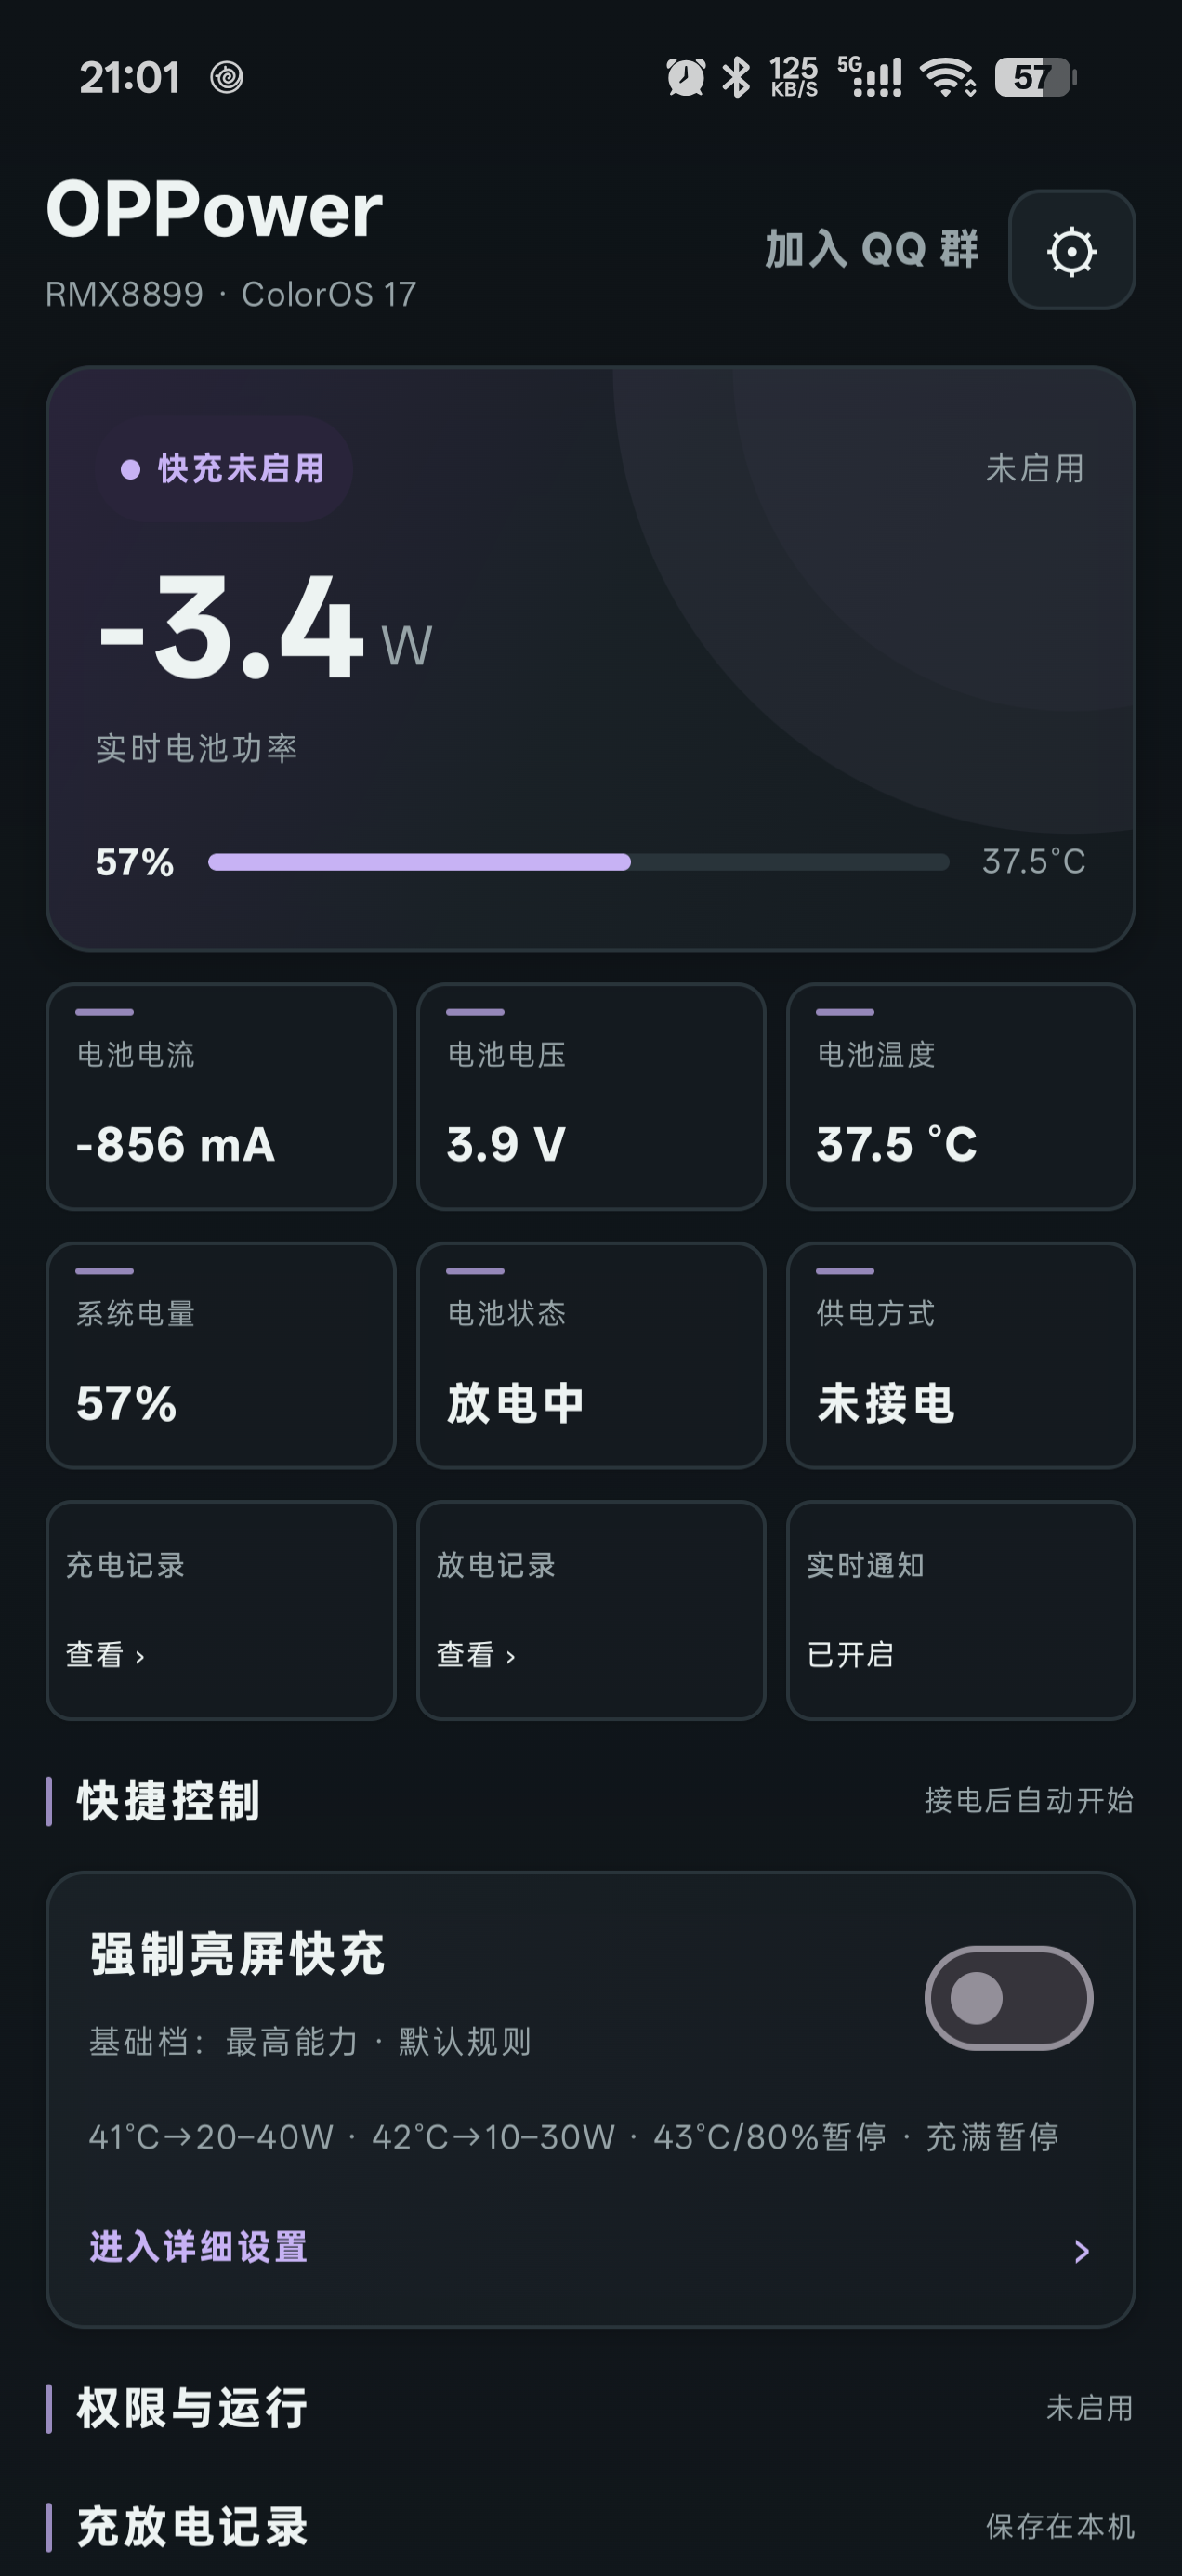 21:01
125 KB/S 5G 57
OPPower
RMX8899 · ColorOS 17
加入 QQ 群
快充未启用
未启用
-3.4 W
实时电池功率
57%
37.5°C
电池电流
-856 mA
电池电压
3.9 V
电池温度
37.5 °C
系统电量
57%
电池状态
放电中
供电方式
未接电
充电记录
查看 ›
放电记录
查看 ›
实时通知
已开启
快捷控制
接电后自动开始
强制亮屏快充
基础档：最高能力 · 默认规则
41°C→20–40W · 42°C→10–30W · 43°C/80%暂停 · 充满暂停
进入详细设置 ›
权限与运行
未启用
充放电记录
保存在本机